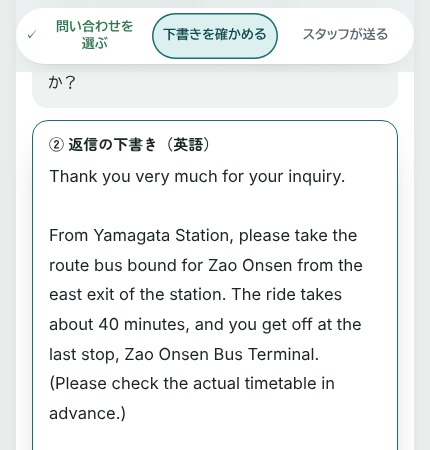 ✓ 問い合わせを
選ぶ
下書きを確かめる
スタッフが送る
か？
② 返信の下書き（英語）
Thank you very much for your inquiry.
From Yamagata Station, please take the
route bus bound for Zao Onsen from the
east exit of the station. The ride takes
about 40 minutes, and you get off at the
last stop, Zao Onsen Bus Terminal.
(Please check the actual timetable in
advance.)